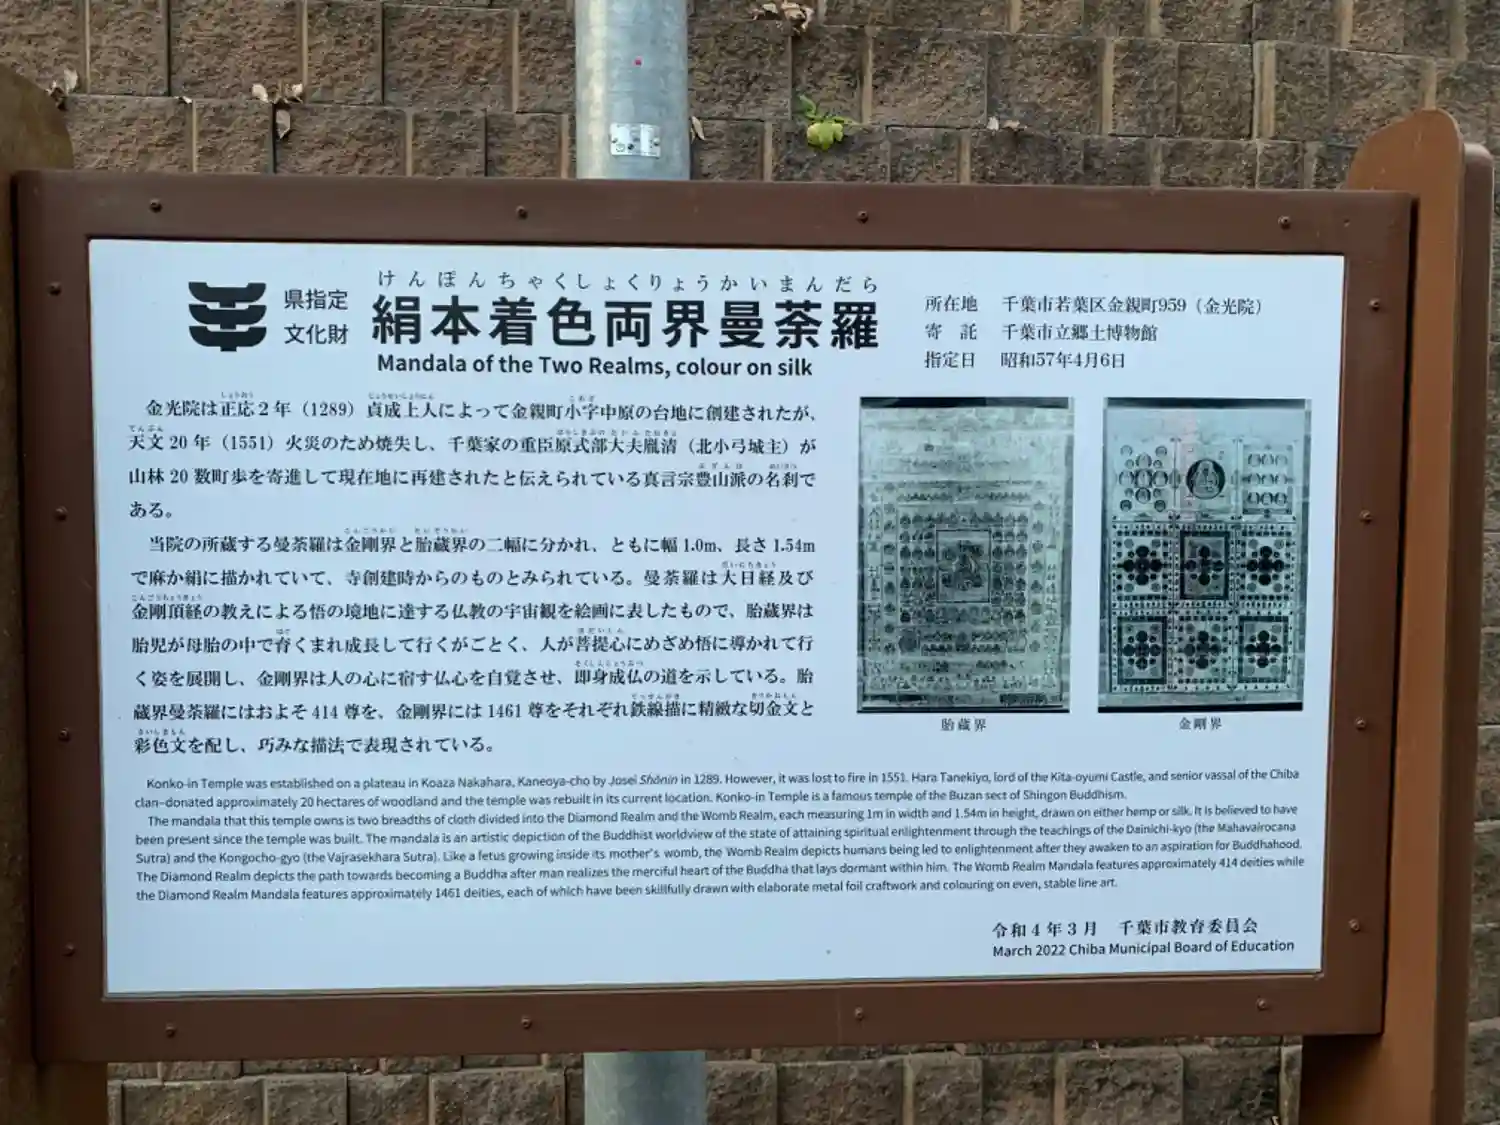 県指定
文化財
けんぽんちゃくしょくりょうかいまんだら
絹本着色両界曼荼羅
Mandala of the Two Realms, colour on silk
所在地　千葉市若葉区金親町959（金光院）
寄　託　千葉市立郷土博物館
指定日　昭和57年4月6日
金光院は正応２年（1289）貞成上人によって金親町小字中原の台地に創建されたが、
天文 20 年（1551）火災のため焼失し、千葉家の重臣原式部大夫胤清（北小弓城主）が
山林 20 数町歩を寄進して現在地に再建されたと伝えられている真言宗豊山派の名刹で
ある。
当院の所蔵する曼荼羅は金剛界と胎蔵界の二幅に分かれ、ともに幅 1.0m、長さ 1.54m
で麻か絹に描かれていて、寺創建時からのものとみられている。曼荼羅は大日経及び
金剛頂経の教えによる悟の境地に達する仏教の宇宙観を絵画に表したもので、胎蔵界は
胎児が母胎の中で育くまれ成長して行くがごとく、人が菩提心にめざめ悟に導かれて行
く姿を展開し、金剛界は人の心に宿す仏心を自覚させ、即身成仏の道を示している。胎
蔵界曼荼羅にはおよそ 414 尊を、金剛界には 1461 尊をそれぞれ鉄線描に精緻な切金文と
彩色文を配し、巧みな描法で表現されている。
胎蔵界
金剛界
Konko-in Temple was established on a plateau in Koaza Nakahara, Kaneoya-cho by Josei Shōnin in 1289. However, it was lost to fire in 1551. Hara Tanekiyo, lord of the Kita-oyumi Castle, and senior vassal of the Chiba
clan–donated approximately 20 hectares of woodland and the temple was rebuilt in its current location. Konko-in Temple is a famous temple of the Buzan sect of Shingon Buddhism.
The mandala that this temple owns is two breadths of cloth divided into the Diamond Realm and the Womb Realm, each measuring 1m in width and 1.54m in height, drawn on either hemp or silk. It is believed to have
been present since the temple was built. The mandala is an artistic depiction of the Buddhist worldview of the state of attaining spiritual enlightenment through the teachings of the Dainichi-kyo (the Mahavairocana
Sutra) and the Kongocho-gyo (the Vajrasekhara Sutra). Like a fetus growing inside its mother's womb, the Womb Realm depicts humans being led to enlightenment after they awaken to an aspiration for Buddhahood.
The Diamond Realm depicts the path towards becoming a Buddha after man realizes the merciful heart of the Buddha that lays dormant within him. The Womb Realm Mandala features approximately 414 deities while
the Diamond Realm Mandala features approximately 1461 deities, each of which have been skillfully drawn with elaborate metal foil craftwork and colouring on even, stable line art.
令和４年３月　千葉市教育委員会
March 2022 Chiba Municipal Board of Education